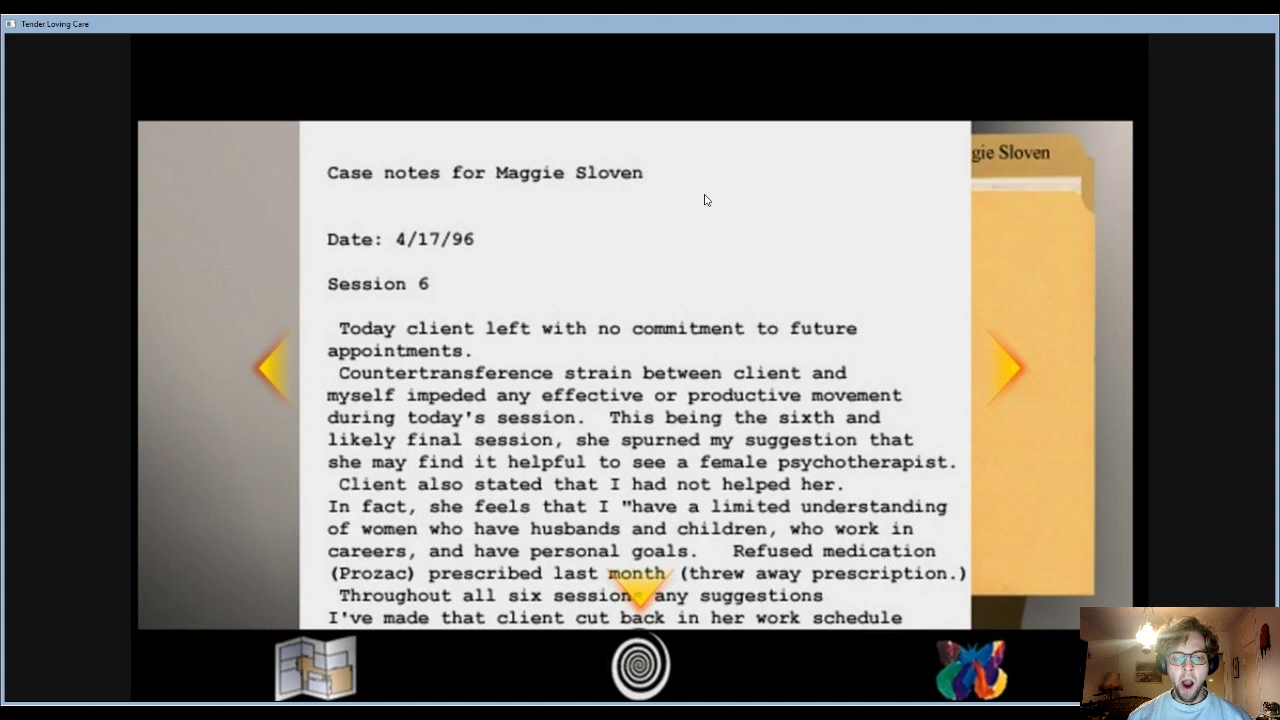 Tender Loving Care
gie Sloven
Case notes for Maggie Sloven
Date: 4/17/96
Session 6
Today client left with no commitment to future
appointments.
Countertransference strain between client and
myself impeded any effective or productive movement
during today's session. This being the sixth and
likely final session, she spurned my suggestion that
she may find it helpful to see a female psychotherapist.
Client also stated that I had not helped her.
In fact, she feels that I "have a limited understanding
of women who have husbands and children, who work in
careers, and have personal goals. Refused medication
(Prozac) prescribed last month (threw away prescription.)
Throughout all six sessions any suggestions
I've made that client cut back in her work schedule